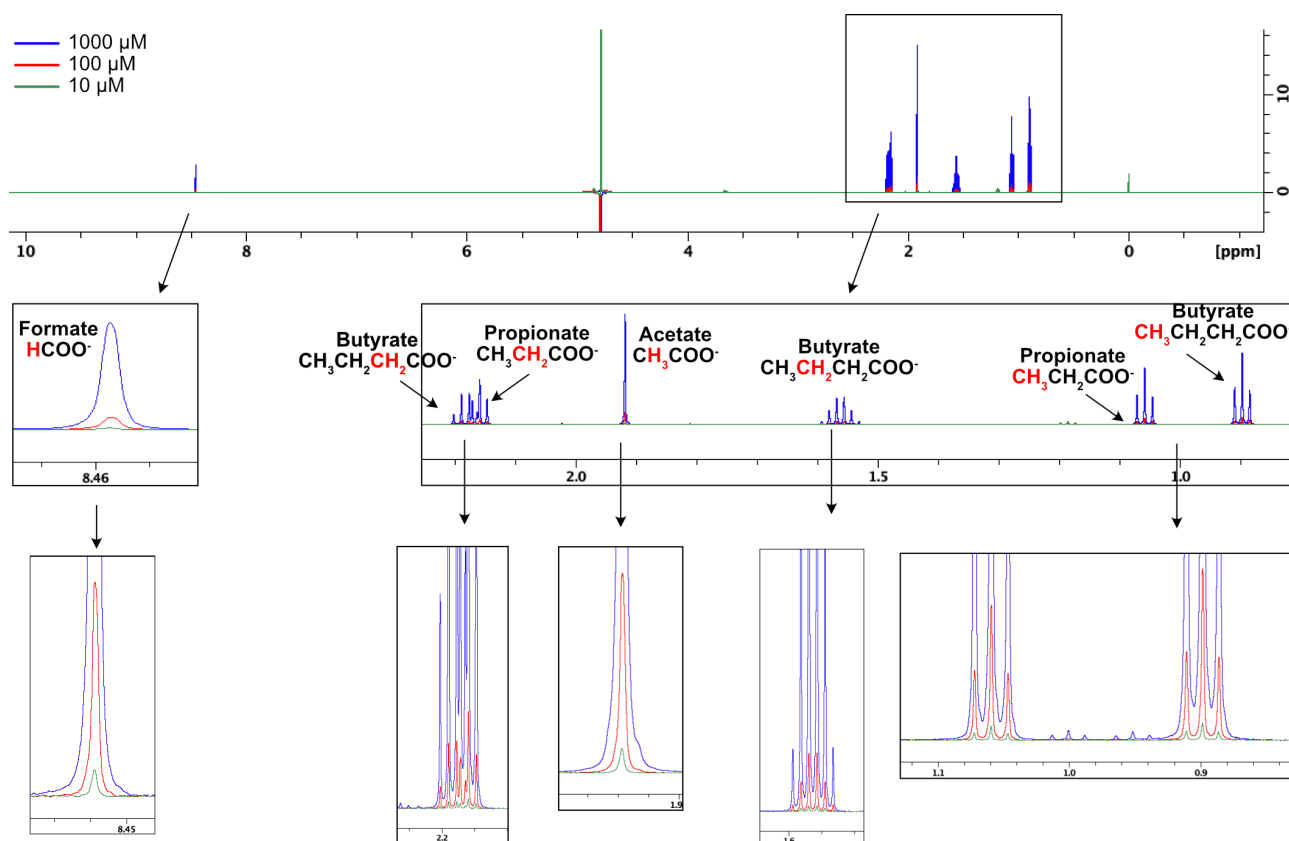 1000 µM
100 µM
10 µM
10
0
10
8
6
4
2
0
[ppm]
Formate
HCOO⁻
8.46
Butyrate
CH₃CH₂CH₂COO⁻
Propionate
CH₃CH₂COO⁻
Acetate
CH₃COO⁻
Butyrate
CH₃CH₂CH₂COO⁻
Propionate
CH₃CH₂COO⁻
Butyrate
CH₃CH₂CH₂COO⁻
2.0
1.5
1.0
8.45
2.2
1.9
1.6
1.1
1.0
0.9